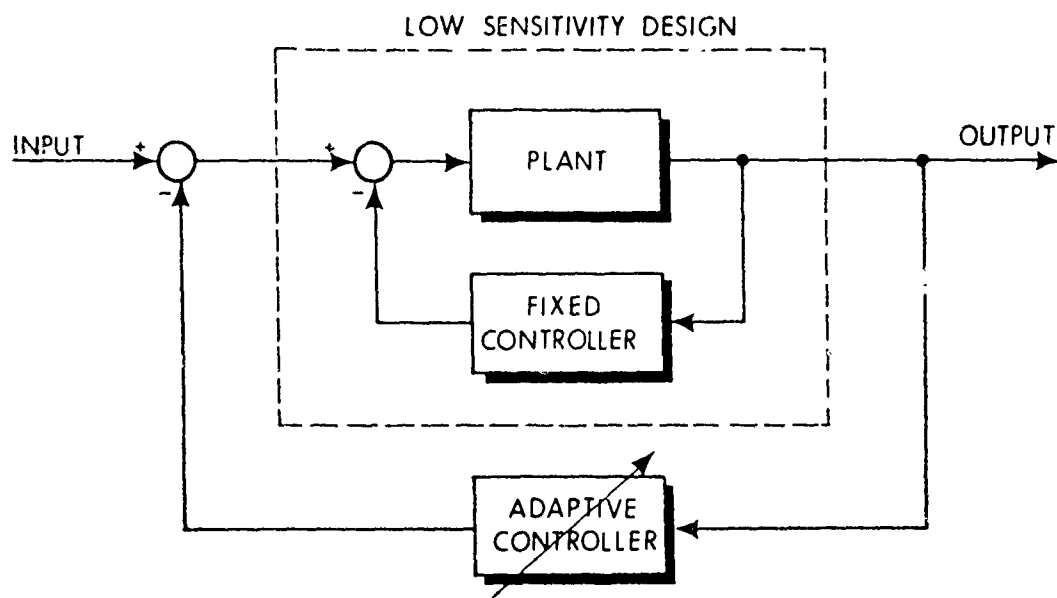 LOW SENSITIVITY DESIGN
INPUT
+
-
+
-
PLANT
OUTPUT
FIXED
CONTROLLER
ADAPTIVE
CONTROLLER